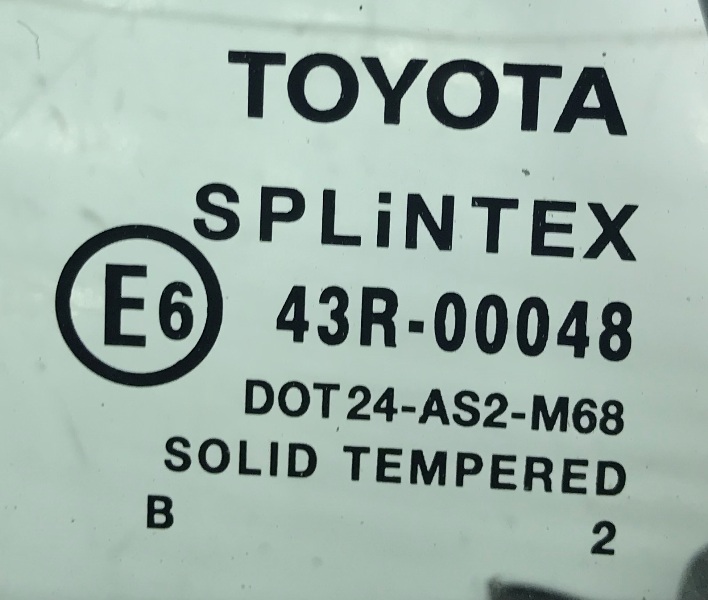 TOYOTA
SPLiNTEX
E6 43R-00048
DOT24-AS2-M68
SOLID TEMPERED
B 2